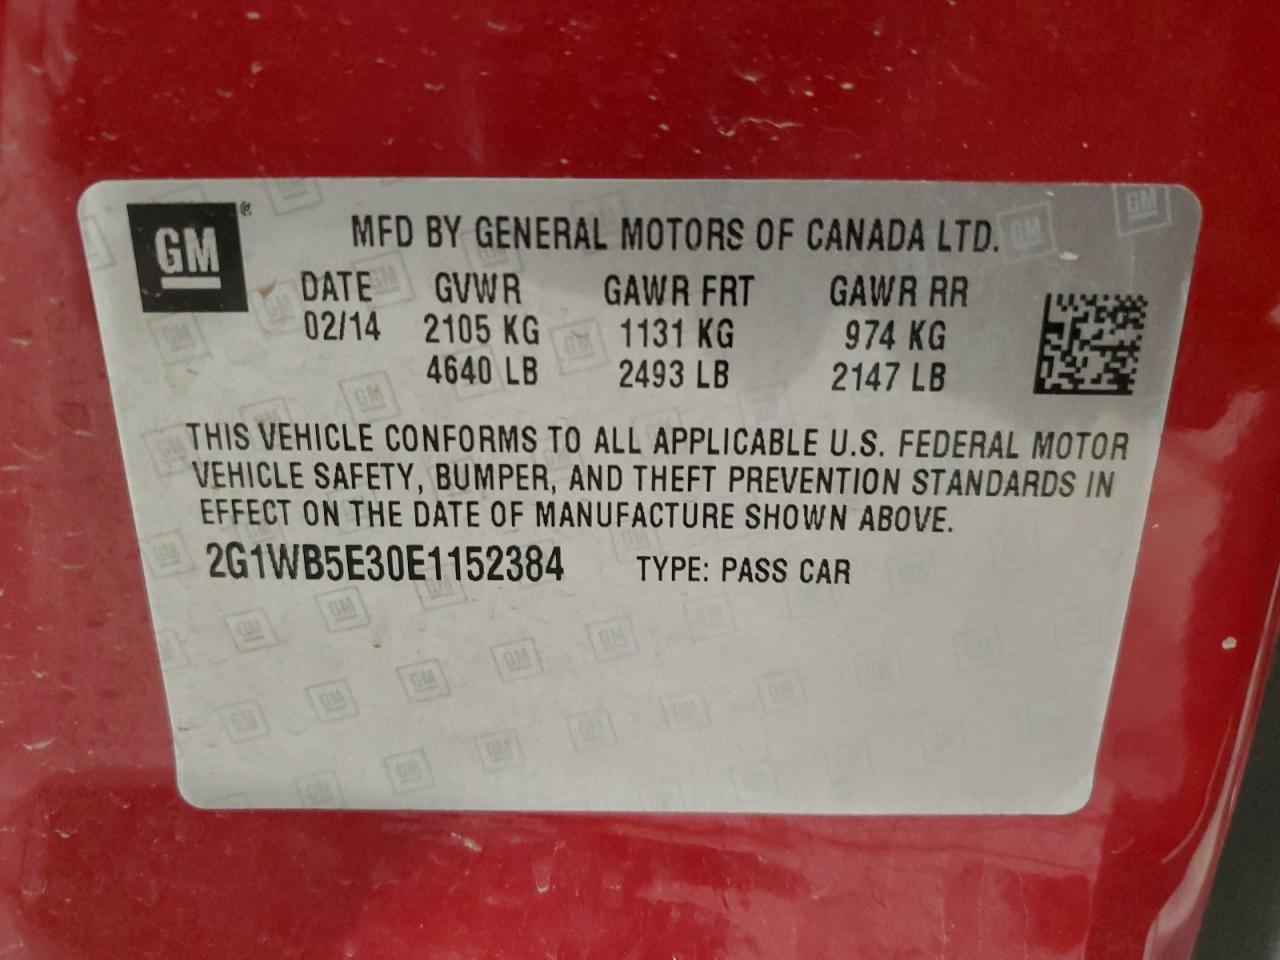 GM®
MFD BY GENERAL MOTORS OF CANADA LTD.
DATE GVWR GAWR FRT GAWR RR
02/14 2105 KG 1131 KG 974 KG
4640 LB 2493 LB 2147 LB
THIS VEHICLE CONFORMS TO ALL APPLICABLE U.S. FEDERAL MOTOR
VEHICLE SAFETY, BUMPER, AND THEFT PREVENTION STANDARDS IN
EFFECT ON THE DATE OF MANUFACTURE SHOWN ABOVE.
2G1WB5E30E1152384 TYPE: PASS CAR